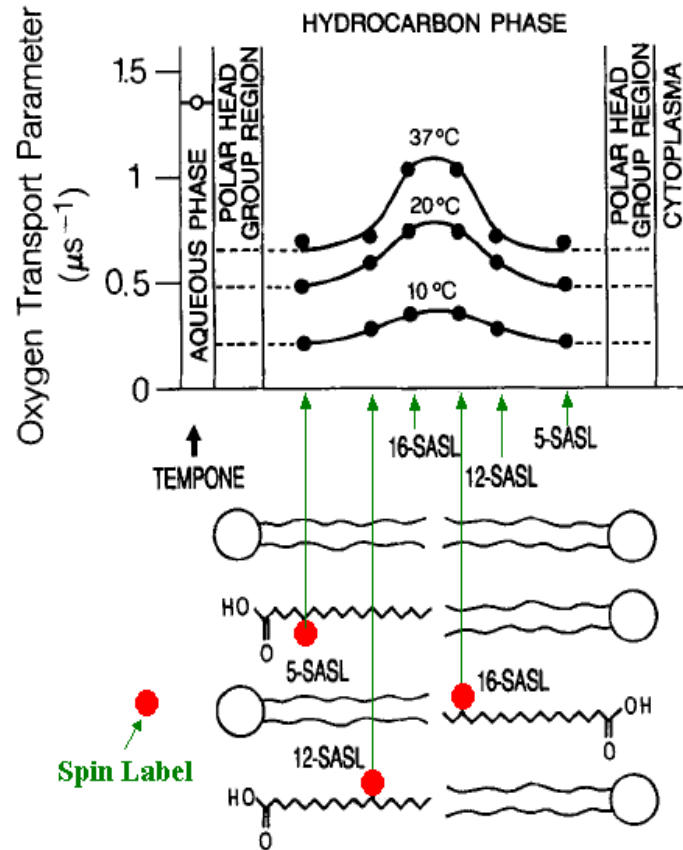 HYDROCARBON PHASE
Oxygen Transport Parameter
(μs⁻¹)
1.5
1
0.5
0
AQUEOUS PHASE
POLAR HEAD
GROUP REGION
37°C
20°C
10°C
POLAR HEAD
GROUP REGION
CYTOPLASMA
TEMPONE
16-SASL
12-SASL
5-SASL
HO
O
5-SASL
16-SASL
OH
O
Spin Label
12-SASL
HO
O